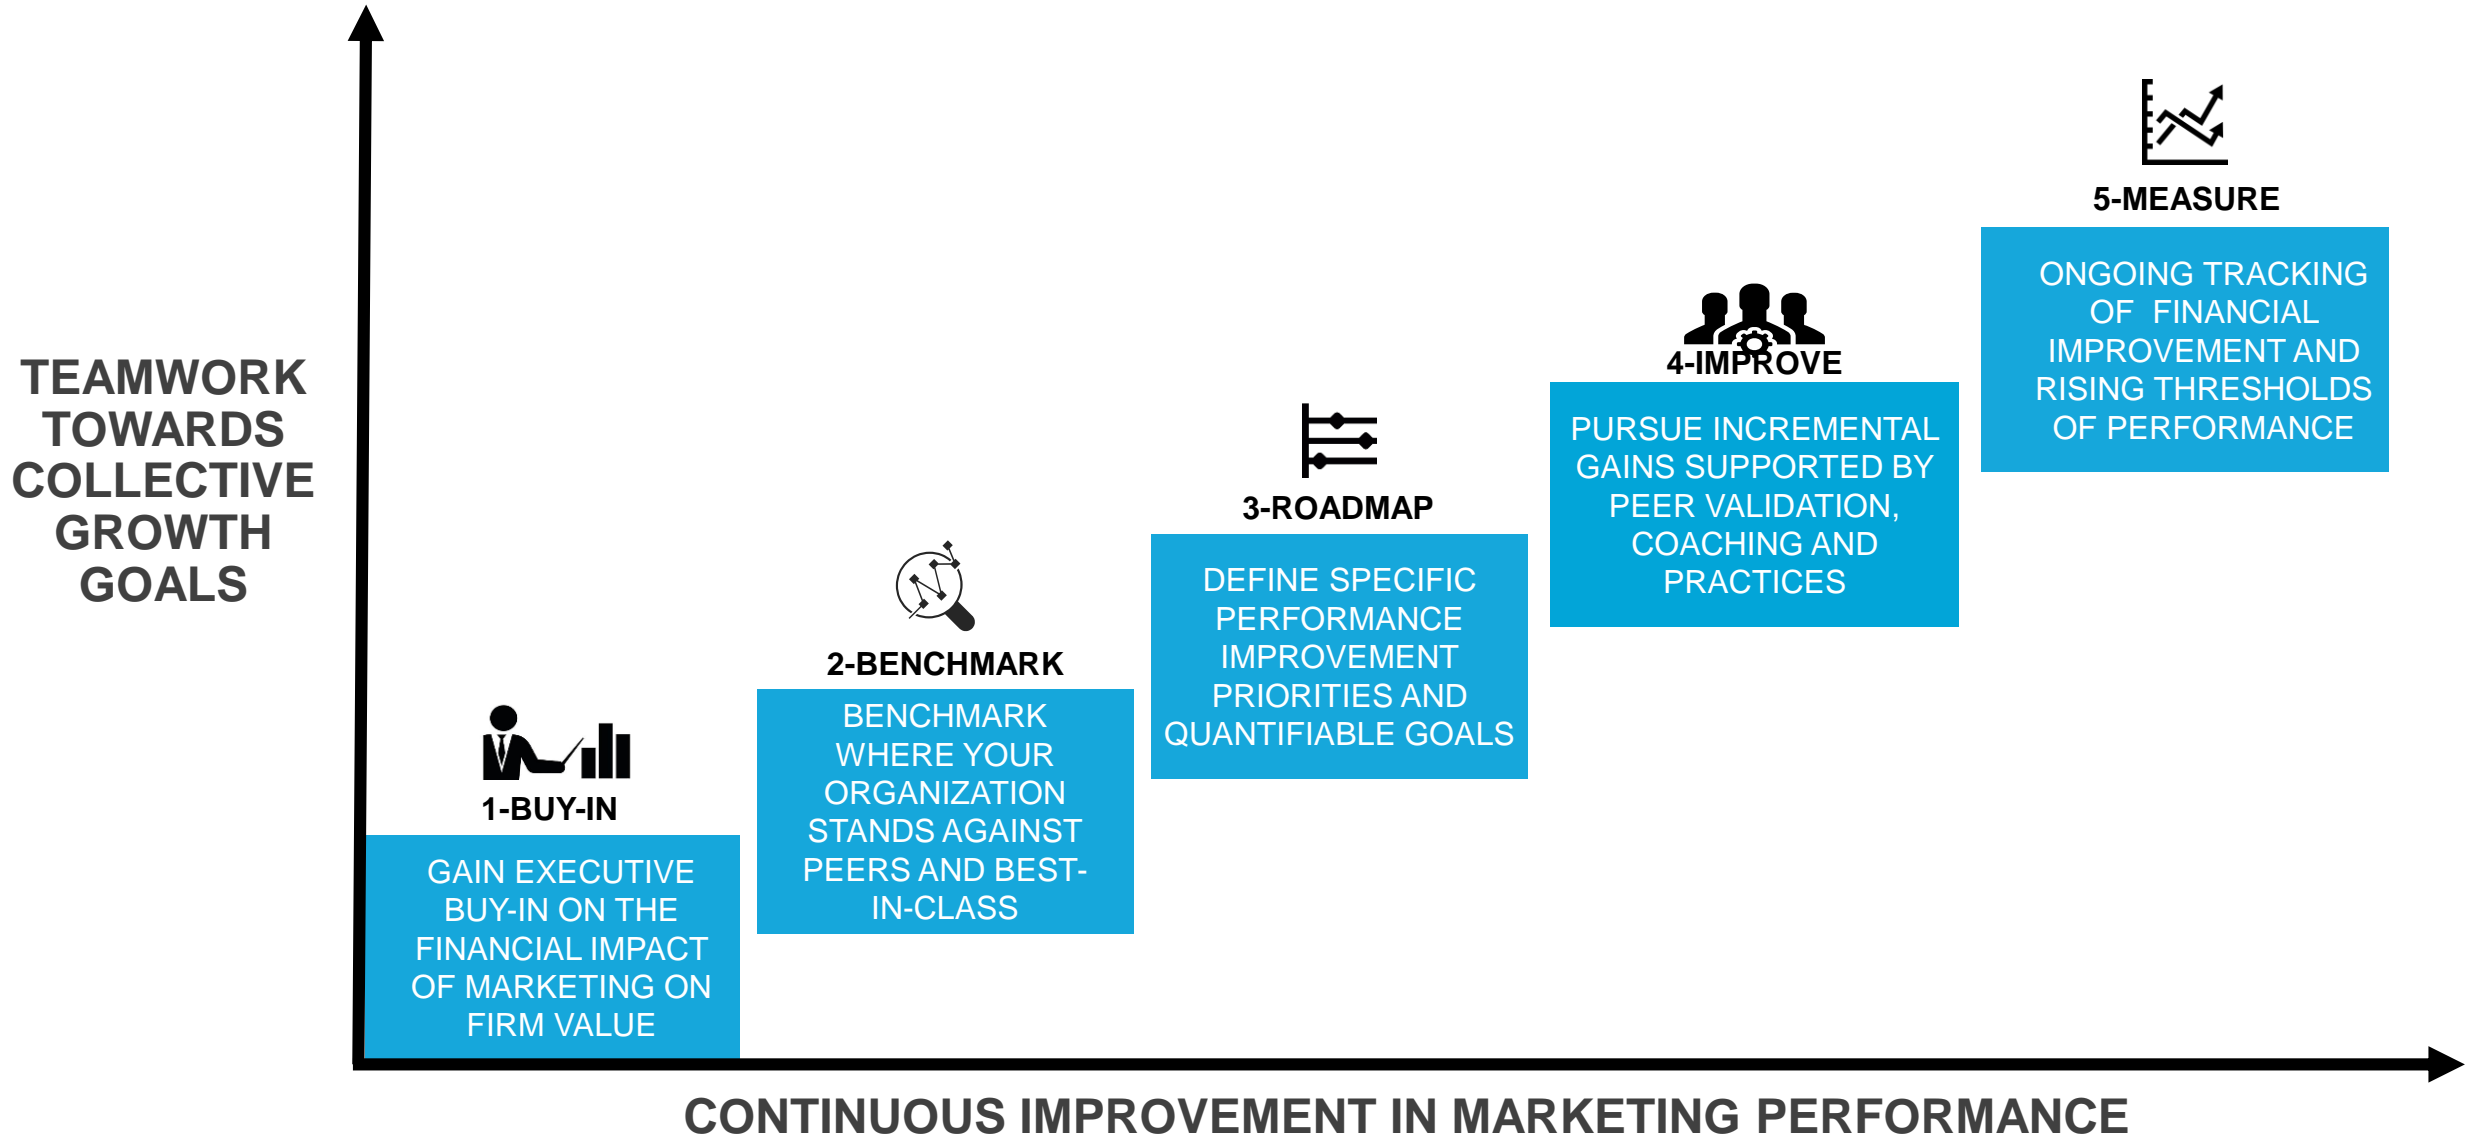 TEAMWORK
TOWARDS
COLLECTIVE
GROWTH
GOALS
1-BUY-IN
GAIN EXECUTIVE
BUY-IN ON THE
FINANCIAL IMPACT
OF MARKETING ON
FIRM VALUE
2-BENCHMARK
BENCHMARK
WHERE YOUR
ORGANIZATION
STANDS AGAINST
PEERS AND BEST-
IN-CLASS
3-ROADMAP
DEFINE SPECIFIC
PERFORMANCE
IMPROVEMENT
PRIORITIES AND
QUANTIFIABLE GOALS
4-IMPROVE
PURSUE INCREMENTAL
GAINS SUPPORTED BY
PEER VALIDATION,
COACHING AND
PRACTICES
5-MEASURE
ONGOING TRACKING
OF FINANCIAL
IMPROVEMENT AND
RISING THRESHOLDS
OF PERFORMANCE
CONTINUOUS IMPROVEMENT IN MARKETING PERFORMANCE